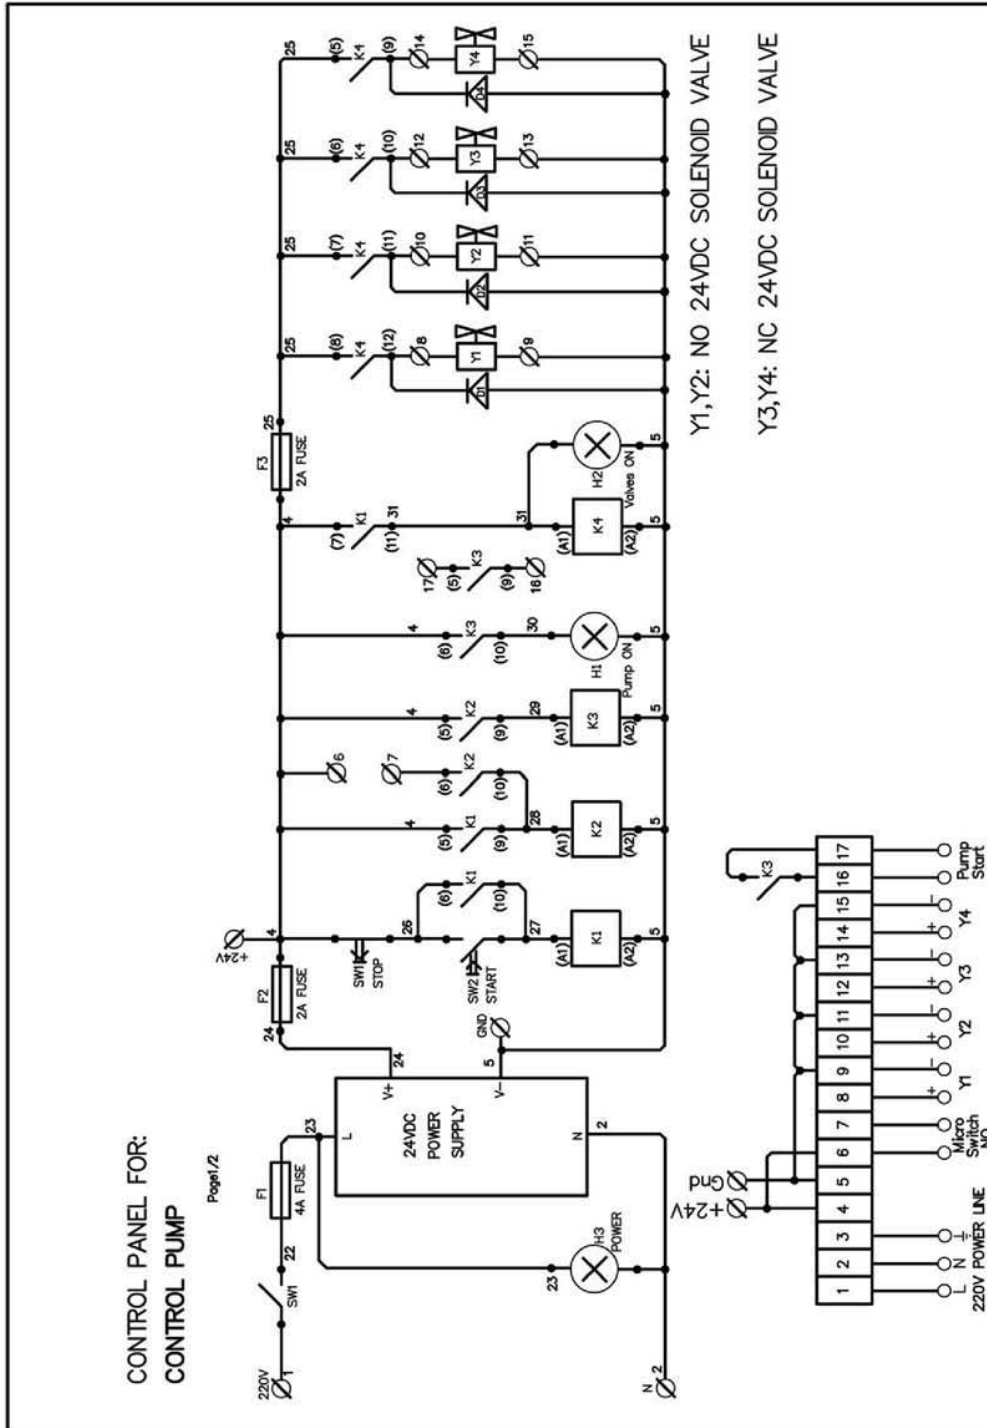 CONTROL PANEL FOR:
CONTROL PUMP
Page1/2
220V
1
SW1
22
F1
4A FUSE
23
L
24VDC
POWER
SUPPLY
N
2
V+
24
V-
5
GND
23
H3
POWER
N
2
24
F2
2A FUSE
+24V
4
SW1
STOP
26
SW2
START
K1
(6)
(10)
27
(A1)
K1
(A2)
5
4
(5)
K1
(9)
28
(A1)
K2
(A2)
5
6
7
(6)
K2
(10)
4
(5)
K2
(9)
29
(A1)
K3
(A2)
5
4
(6)
K3
(10)
30
H1
Pump ON
5
17
(5)
K3
(9)
16
4
(7)
K1
(11)
31
31
(A1)
K4
(A2)
5
H2
Valves ON
5
F3
2A FUSE
25
25
(8)
K4
(12)
8
D1
Y1
9
25
(7)
K4
(11)
10
D2
Y2
11
25
(6)
K4
(10)
12
D3
Y3
13
25
(5)
K4
(9)
14
D4
Y4
15
Y1,Y2: NO 24VDC SOLENOID VALVE
Y3,Y4: NC 24VDC SOLENOID VALVE
+24V
Gnd
K3
1 2 3 4 5 6 7 8 9 10 11 12 13 14 15 16 17
L N
220V POWER LINE
Micro
Switch
NO
+ - + - + - + -
Y1 Y2 Y3 Y4
Pump
Start